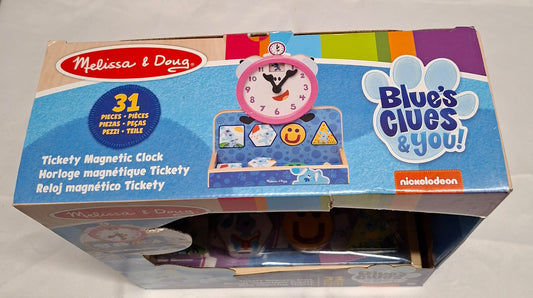 Melissa & Doug®
31
PIECES • PIÈCES
PIEZAS • PEÇAS
PEZZI • TEILE
Tickety Magnetic Clock
Horloge magnétique Tickety
Reloj magnético Tickety
Blue's
Clues
& YOU!
nickelodeon
Melissa & Doug